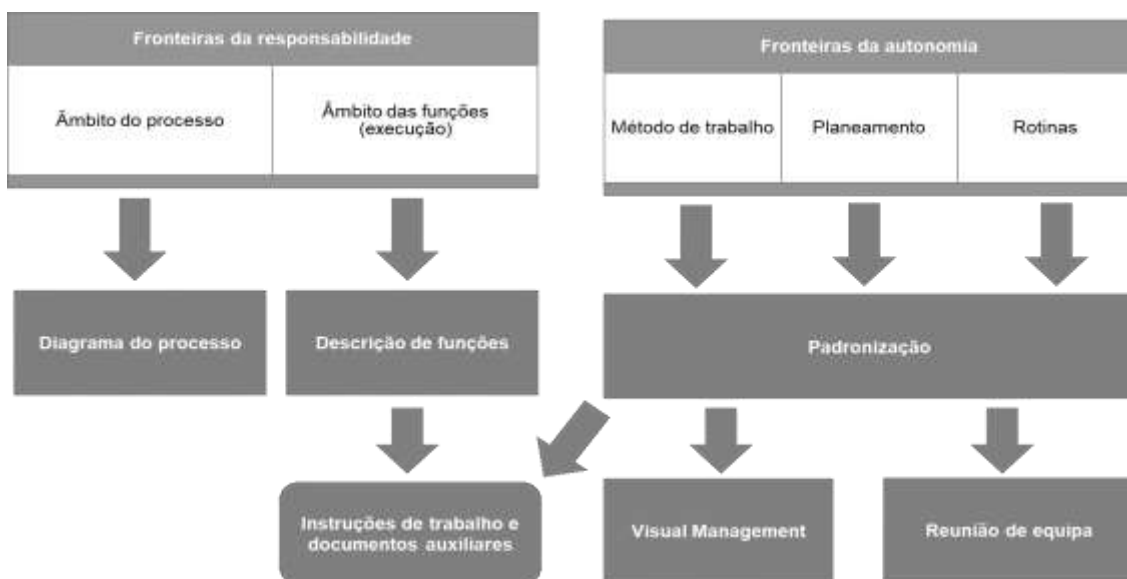 Fronteiras da responsabilidade
Âmbito do processo
Âmbito das funções
(execução)
Fronteiras da autonomia
Método de trabalho
Planeamento
Rotinas
Diagrama do processo
Descrição de funções
Padronização
Instruções de trabalho e
documentos auxiliares
Visual Management
Reunião de equipa